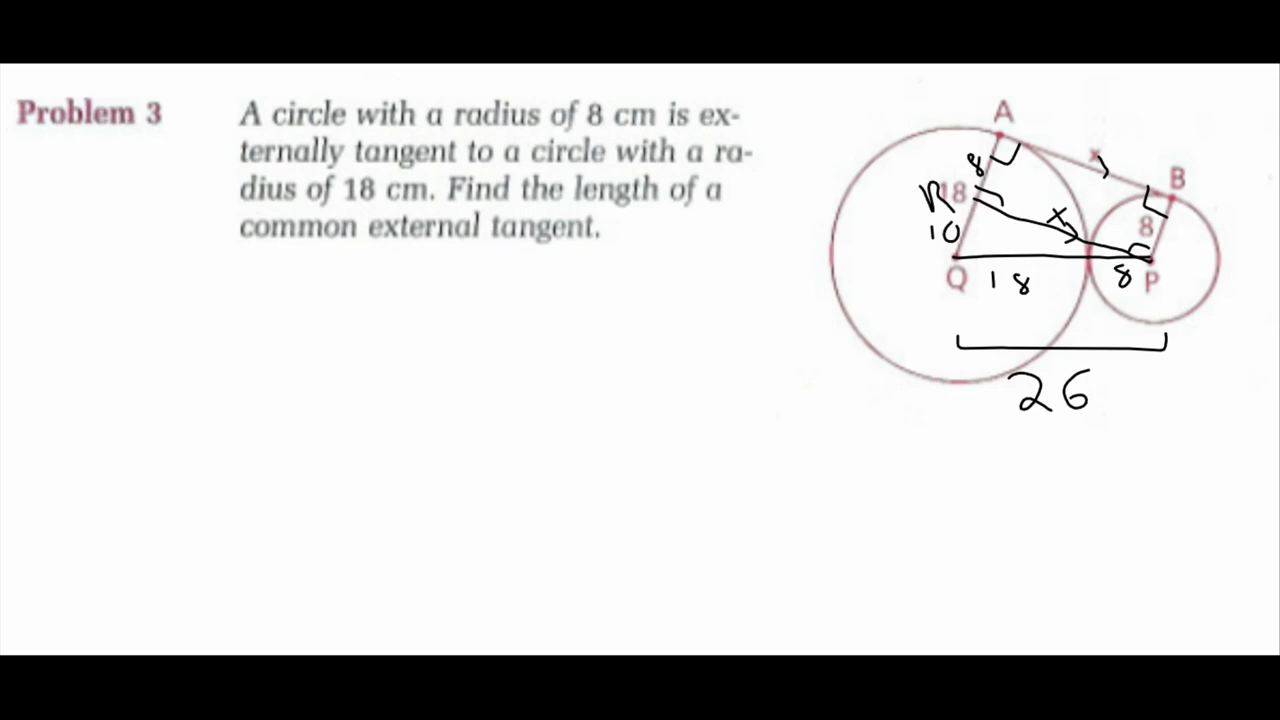 Problem 3
A circle with a radius of 8 cm is ex-
ternally tangent to a circle with a ra-
dius of 18 cm. Find the length of a
common external tangent.
A
8
x
B
R 18
x
8
10
Q 18
8 P
26